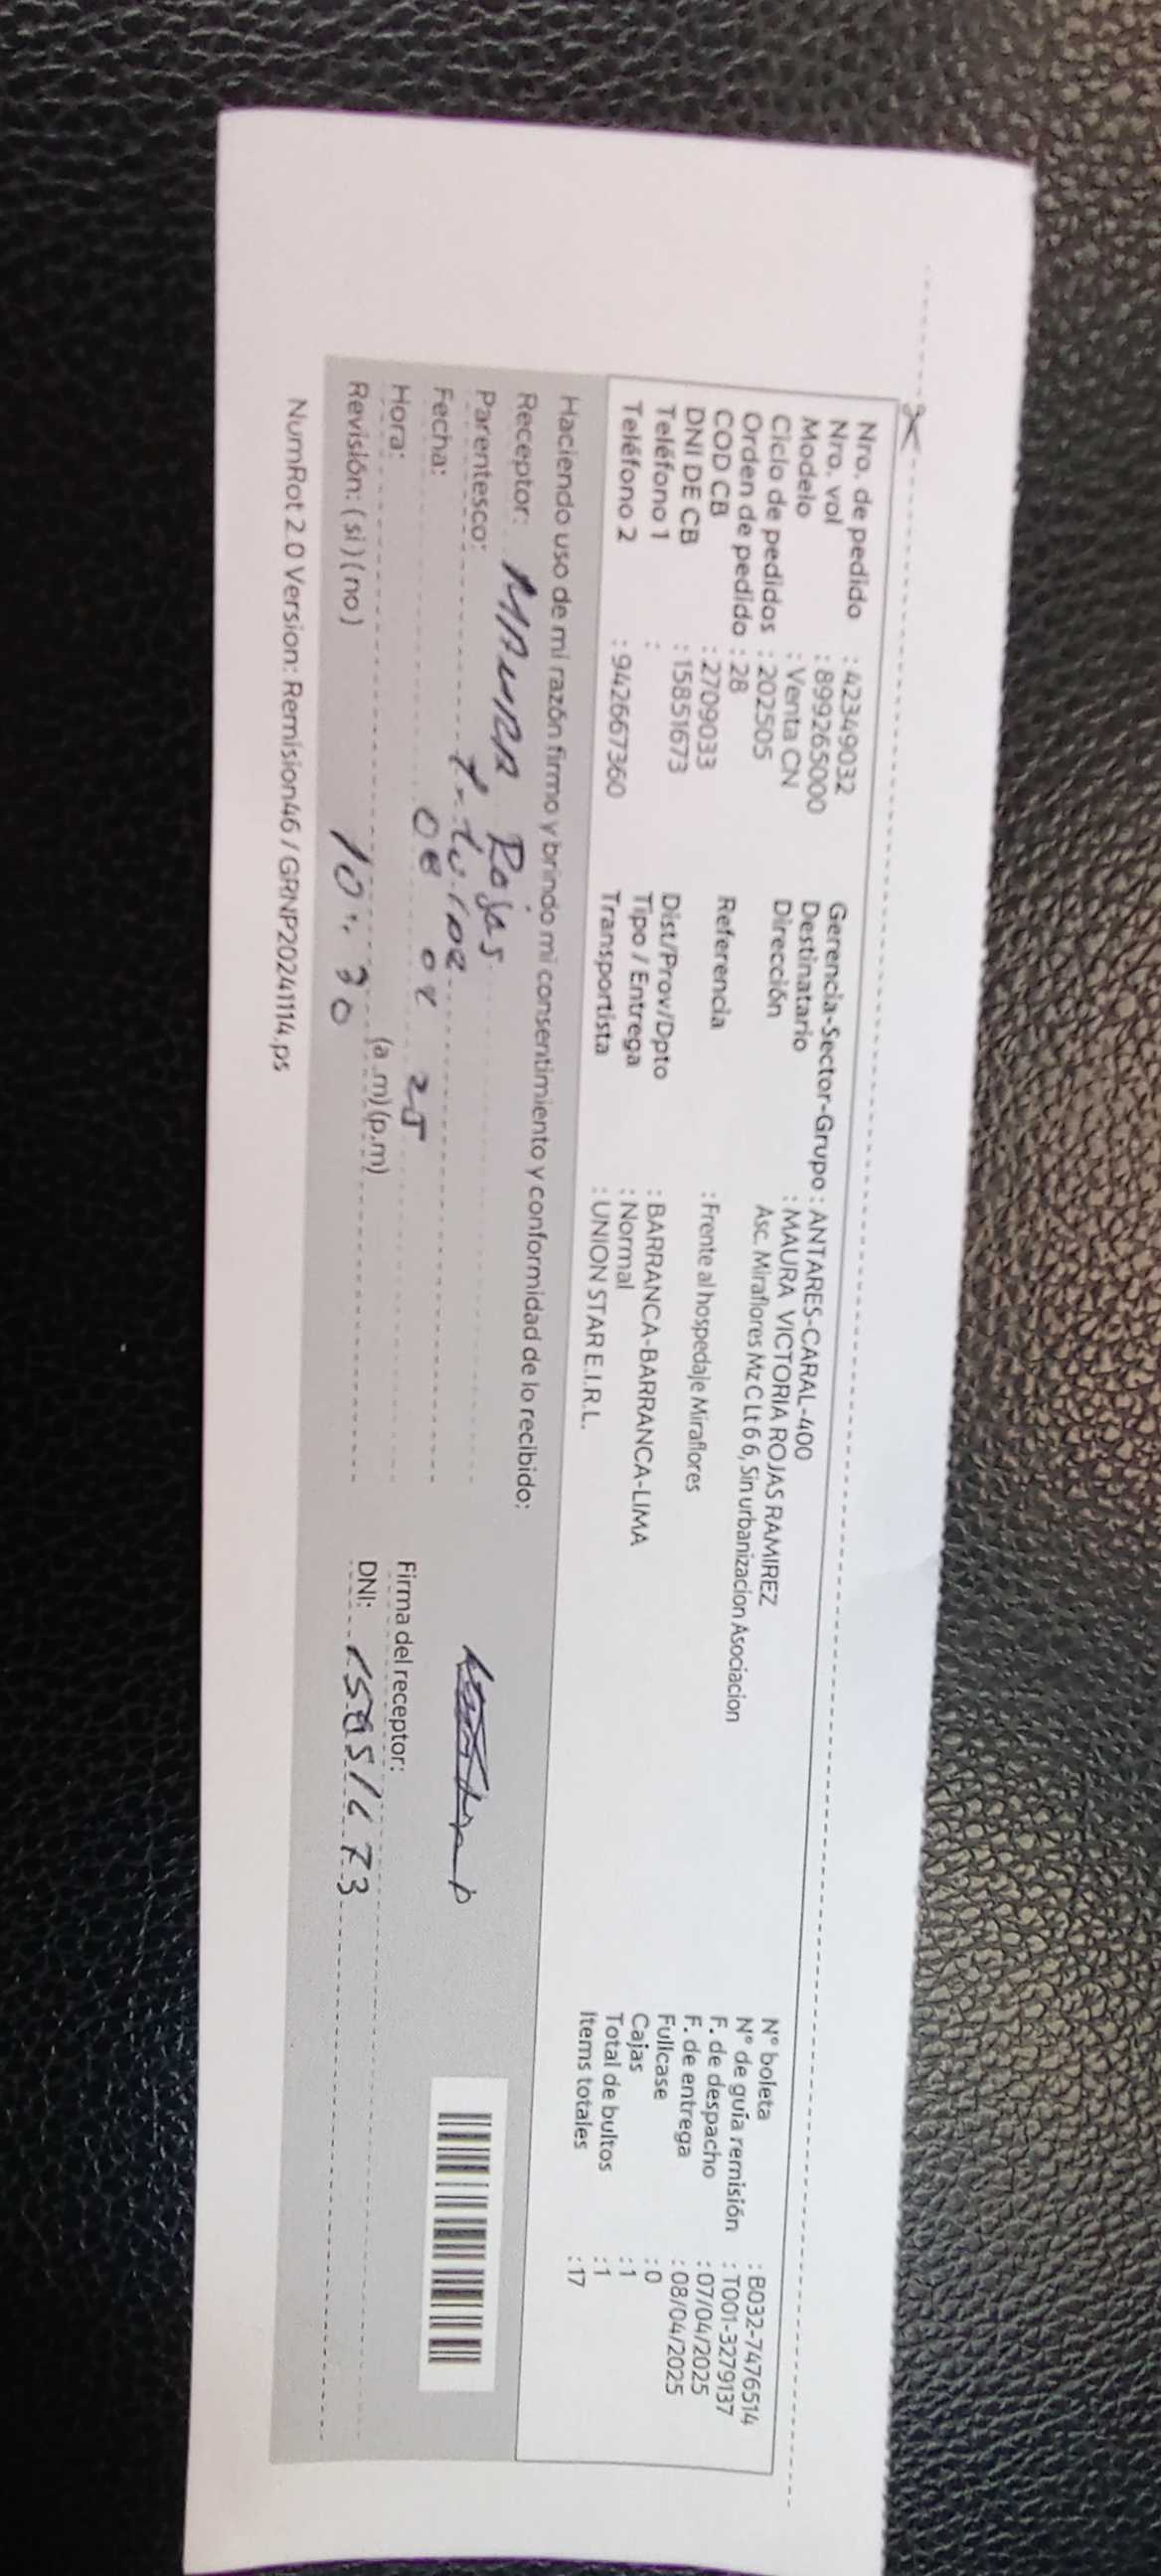 Nro. de pedido : 42349032
Nro. vol : 899265000
Modelo : Venta CN
Ciclo de pedidos : 202505
Orden de pedido : 28
COD CB : 2709033
DNI DE CB : 15851673
Teléfono 1 :
Teléfono 2 : 942667360
Gerencia-Sector-Grupo : ANTARES-CARAL-400
Destinatario : MAURA VICTORIA ROJAS RAMIREZ
Dirección Asc. Miraflores Mz C Lt 6 6, Sin urbanizacion Asociacion
Referencia : Frente al hospedaje Miraflores
Dist/Prov/Dpto : BARRANCA-BARRANCA-LIMA
Tipo / Entrega : Normal
Transportista : UNION STAR E.I.R.L.
N° boleta : B032-7476514
N° de guía remisión : T001-3279137
F. de despacho : 07/04/2025
F. de entrega : 08/04/2025
Fullcase : 0
Cajas : 1
Total de bultos : 1
Items totales : 17
Haciendo uso de mi razón firmo y brindo mi consentimiento y conformidad de lo recibido:
Receptor: MAURA Rojas
Parentesco: titular
Fecha: 08 04 25
Hora: 10:30 (a.m) (p.m)
Revisión: (si) (no)
Firma del receptor:
DNI: 15851673
NumRot 2.0 Version: Remision46 / GRNP20241114.ps